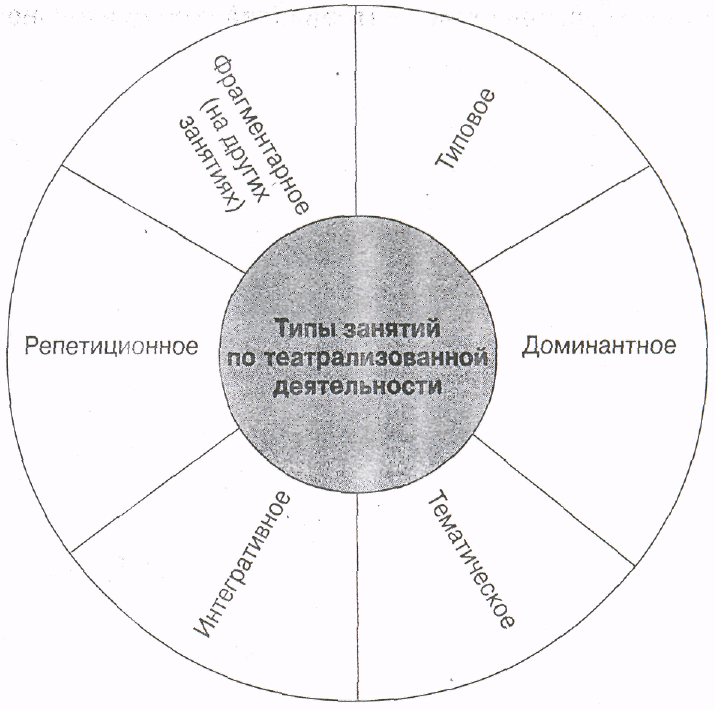 Фрагментарное
(на других
занятиях)
Типовое
Типы занятий
по театрализованной
деятельности
Репетиционное
Доминантное
Интегративное
Тематическое